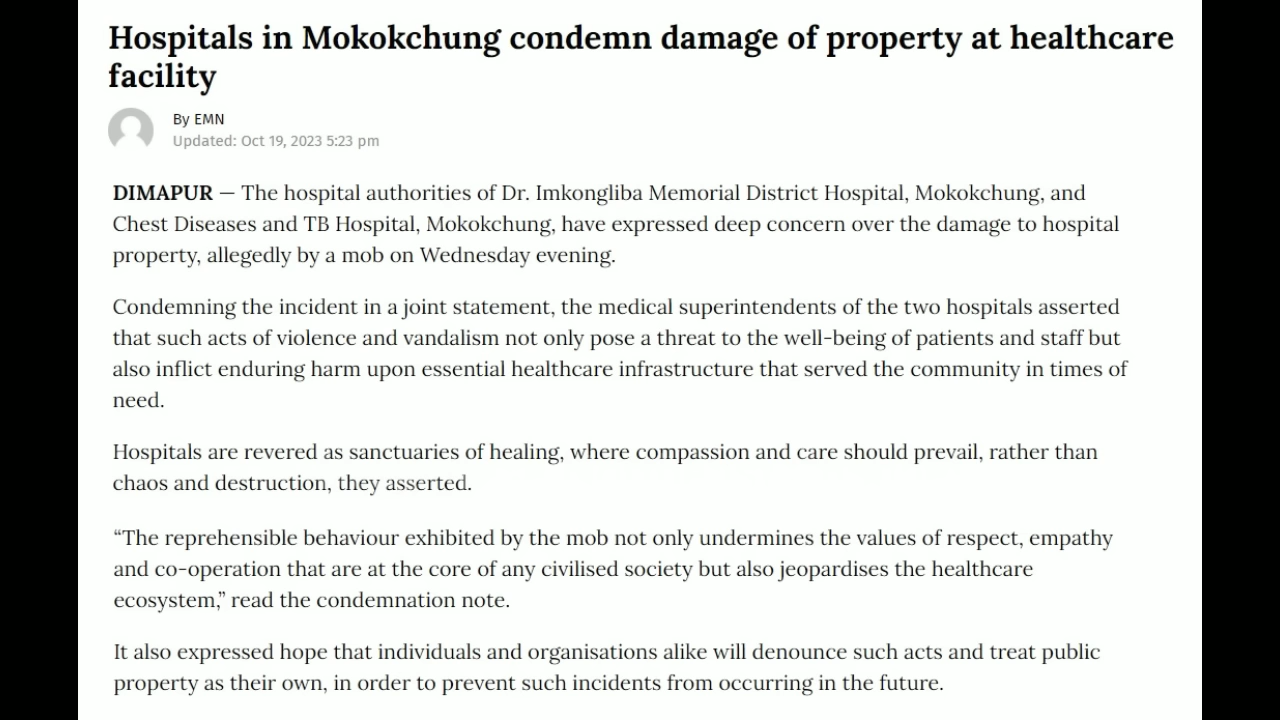 Hospitals in Mokokchung condemn damage of property at healthcare
facility
By EMN
Updated: Oct 19, 2023 5:23 pm
DIMAPUR — The hospital authorities of Dr. Imkongliba Memorial District Hospital, Mokokchung, and
Chest Diseases and TB Hospital, Mokokchung, have expressed deep concern over the damage to hospital
property, allegedly by a mob on Wednesday evening.
Condemning the incident in a joint statement, the medical superintendents of the two hospitals asserted
that such acts of violence and vandalism not only pose a threat to the well-being of patients and staff but
also inflict enduring harm upon essential healthcare infrastructure that served the community in times of
need.
Hospitals are revered as sanctuaries of healing, where compassion and care should prevail, rather than
chaos and destruction, they asserted.
“The reprehensible behaviour exhibited by the mob not only undermines the values of respect, empathy
and co-operation that are at the core of any civilised society but also jeopardises the healthcare
ecosystem,” read the condemnation note.
It also expressed hope that individuals and organisations alike will denounce such acts and treat public
property as their own, in order to prevent such incidents from occurring in the future.